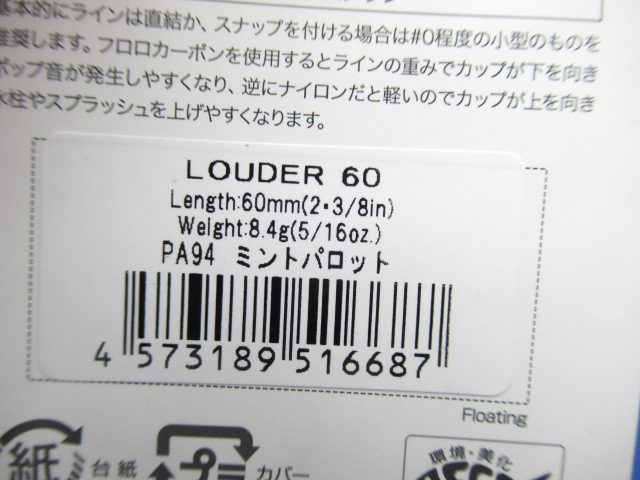 基本的にラインは直結か、スナップを付ける場合は#0程度の小型のものを
推奨します。フロロカーボンを使用するとラインの重みでカップが下を向き
ポップ音が発生しやすくなり、逆にナイロンだと軽いのでカップが上を向き
水柱やスプラッシュを上げやすくなります。
LOUDER 60
Length:60mm(2・3/8in)
Weight:8.4g(5/16oz.)
PA94 ミントパロット
4 573189 516687
Floating
紙 台紙 プラ カバー
環境・美化